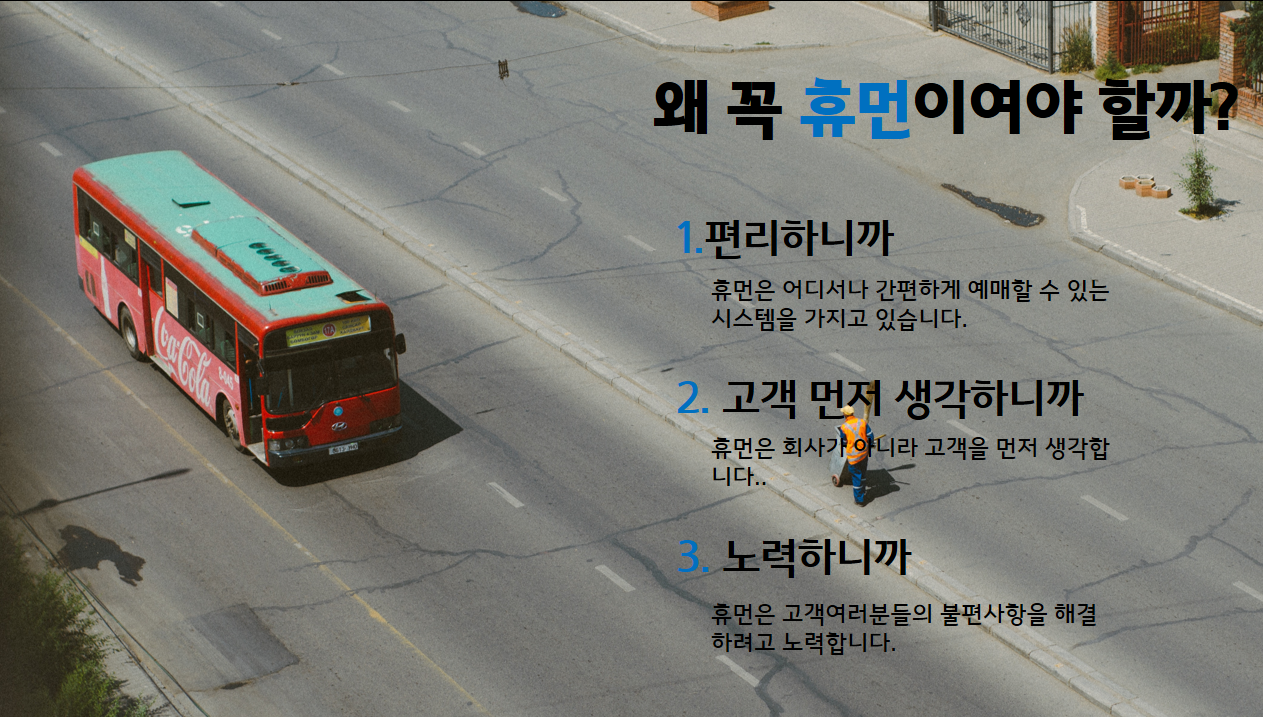 왜 꼭 휴먼이여야 할까?
1.편리하니까
휴먼은 어디서나 간편하게 예매할 수 있는
시스템을 가지고 있습니다.
2. 고객 먼저 생각하니까
휴먼은 회사가 아니라 고객을 먼저 생각합
니다..
3. 노력하니까
휴먼은 고객여러분들의 불편사항을 해결
하려고 노력합니다.
Coca Cola